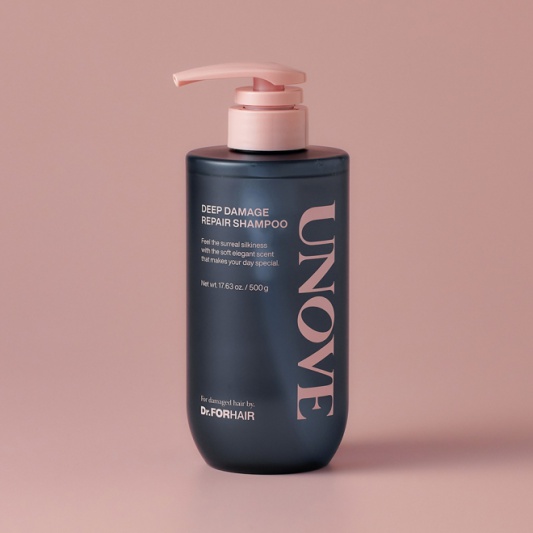 DEEP DAMAGE
REPAIR SHAMPOO
Feel the surreal silkiness
with the soft elegant scent
that makes your day special.
Net wt. 17.63 oz. / 500 g
UNOVE
for damaged hair by.
Dr.FORHAIR